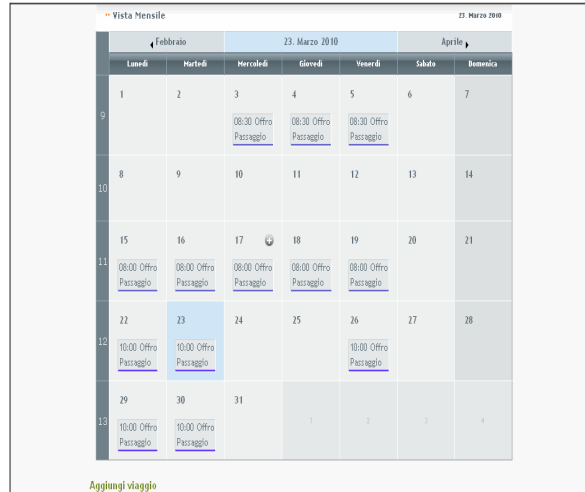 Vista Mensile 23. Marzo 2010
Febbraio 23. Marzo 2010 Aprile
Lunedì Martedì Mercoledì Giovedì Venerdì Sabato Domenica
9
1 2 3 4 5 6 7
08:30 Offro 08:30 Offro 08:30 Offro
Passaggio Passaggio Passaggio
10
8 9 10 11 12 13 14
11
15 16 17 18 19 20 21
08:00 Offro 08:00 Offro 08:00 Offro 08:00 Offro 08:00 Offro
Passaggio Passaggio Passaggio Passaggio Passaggio
12
22 23 24 25 26 27 28
10:00 Offro 10:00 Offro 10:00 Offro
Passaggio Passaggio Passaggio
13
29 30 31 1 2 3 4
10:00 Offro 10:00 Offro
Passaggio Passaggio
Aggiungi viaggio